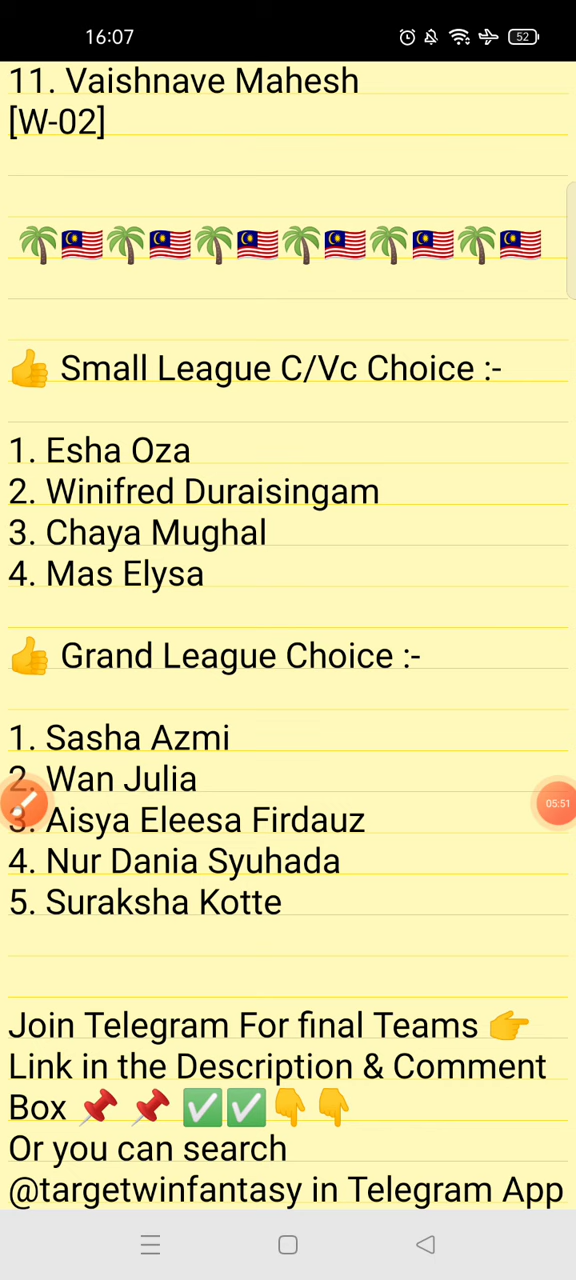 16:07
52
11. Vaishnave Mahesh
[W-02]
🌴🇲🇾🌴🇲🇾🌴🇲🇾🌴🇲🇾🌴🇲🇾🌴🇲🇾
👍 Small League C/Vc Choice :-
1. Esha Oza
2. Winifred Duraisingam
3. Chaya Mughal
4. Mas Elysa
👍 Grand League Choice :-
1. Sasha Azmi
2. Wan Julia
3. Aisya Eleesa Firdauz
05:51
4. Nur Dania Syuhada
5. Suraksha Kotte
Join Telegram For final Teams 👉
Link in the Description & Comment
Box 📌 📌 ✅✅👇👇
Or you can search
@targetwinfantasy in Telegram App